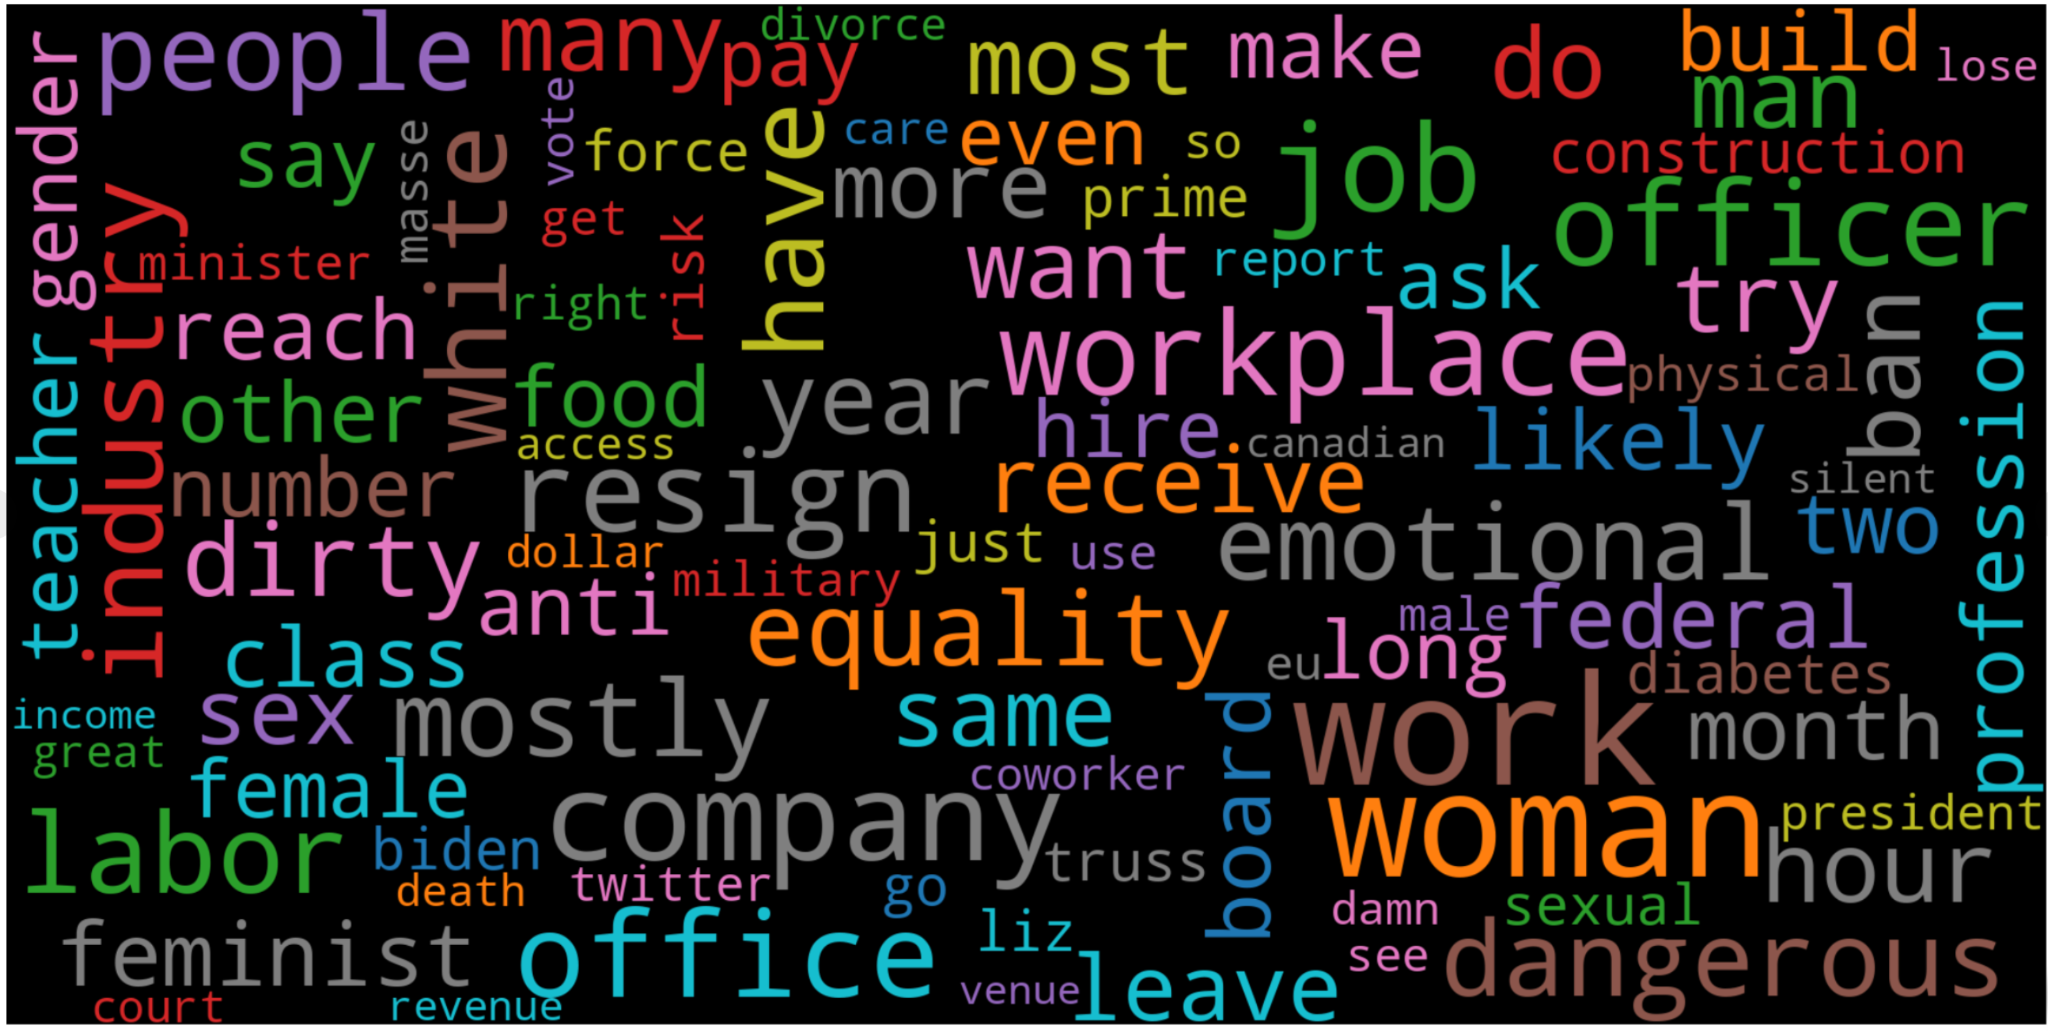 people
many
pay
divorce
most
make
do
build
lose
man
gender
say
masse
white
vote
force
have
care
even
so
job
construction
more
prime
officer
get
risk
industry
minister
want
report
ask
try
right
reach
workplace
ban
profession
teacher
other
food
year
physical
access
hire
canadian
likely
number
resign
receive
silent
dirty
dollar
just
use
emotional
two
anti
military
equality
male
federal
class
eu
long
diabetes
income
sex
mostly
same
board
work
month
great
female
coworker
company
woman
president
labor
biden
truss
hour
death
twitter
go
damn
sexual
feminist
office
liz
see
dangerous
court
revenue
venue
leave